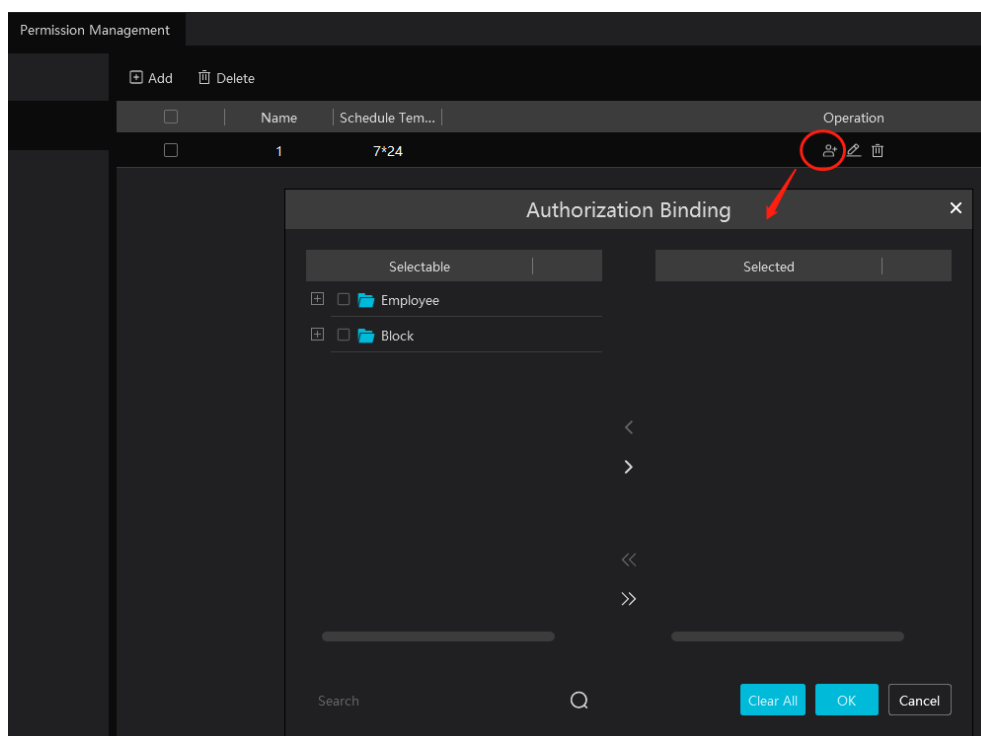 Permission Management
Add Delete
Name Schedule Tem... Operation
1 7*24
Authorization Binding
Selectable Selected
Employee
Block
Search Clear All OK Cancel